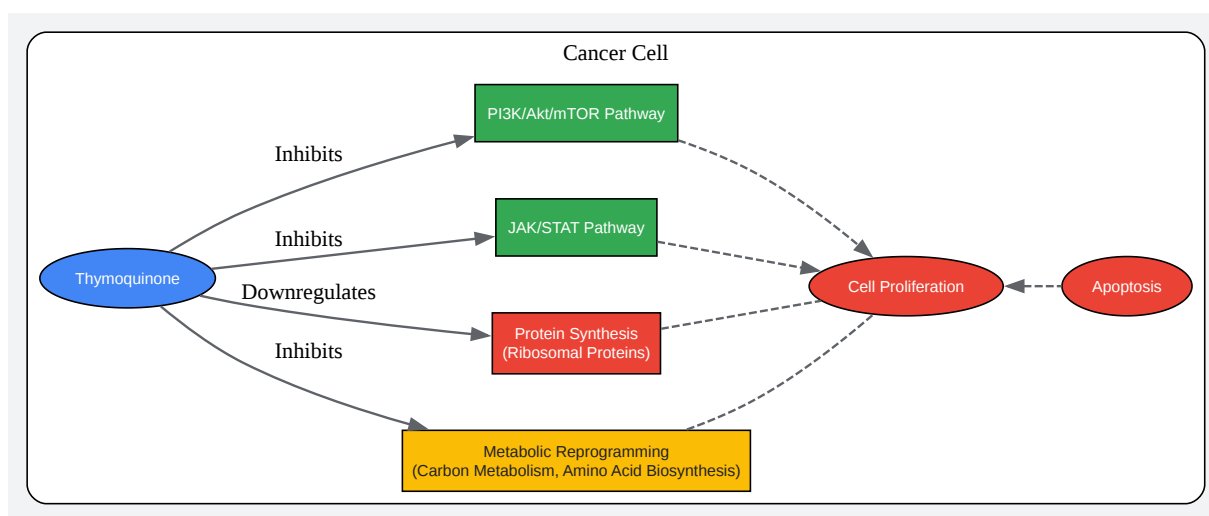 Cancer Cell
PI3K/Akt/mTOR Pathway
Inhibits
JAK/STAT Pathway
Inhibits
Thymoquinone
Cell Proliferation
Apoptosis
Downregulates
Protein Synthesis
(Ribosomal Proteins)
Inhibits
Metabolic Reprogramming
(Carbon Metabolism, Amino Acid Biosynthesis)